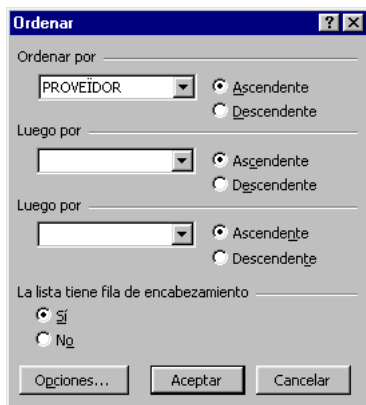 Ordenar
Ordenar por
PROVEÏDOR
Ascendente
Descendente
Luego por
Ascendente
Descendente
Luego por
Ascendente
Descendente
La lista tiene fila de encabezamiento
Sí
No
Opciones... Aceptar Cancelar